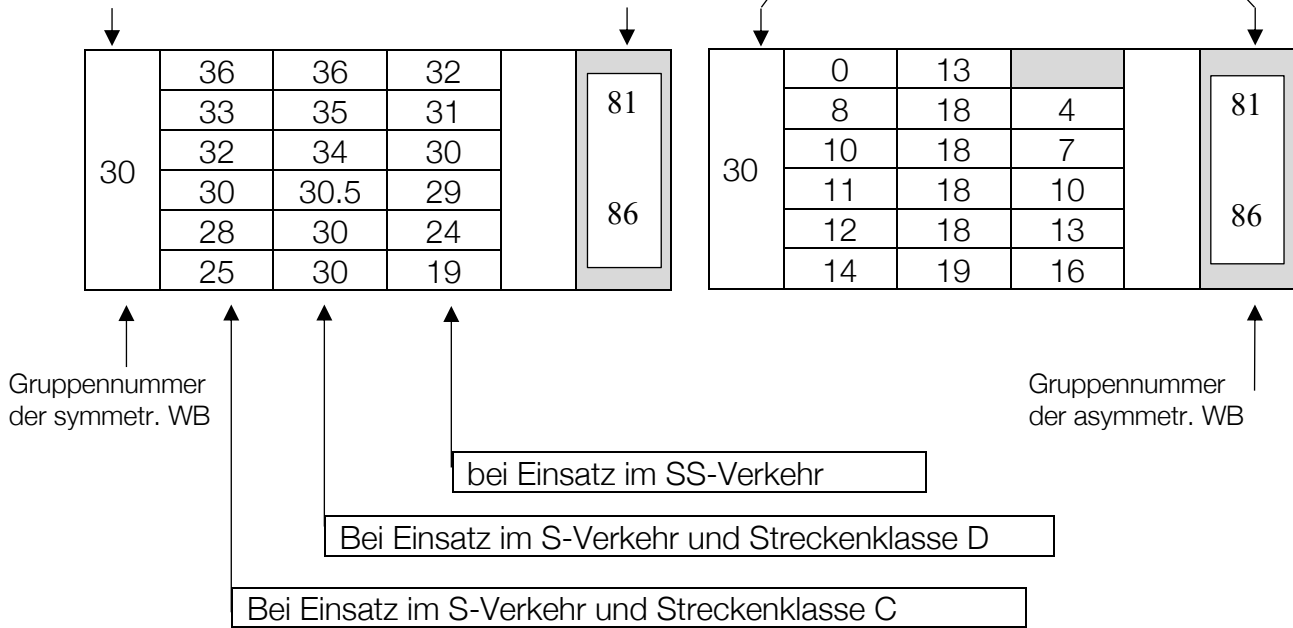 36 36 32 0 13
33 35 31 81 8 18 4 81
32 34 30 10 18 7
30 30
30 30.5 29 11 18 10
28 30 24 86 12 18 13 86
25 30 19 14 19 16
Gruppennummer Gruppennummer
der symmetr. WB der asymmetr. WB
bei Einsatz im SS-Verkehr
Bei Einsatz im S-Verkehr und Streckenklasse D
Bei Einsatz im S-Verkehr und Streckenklasse C